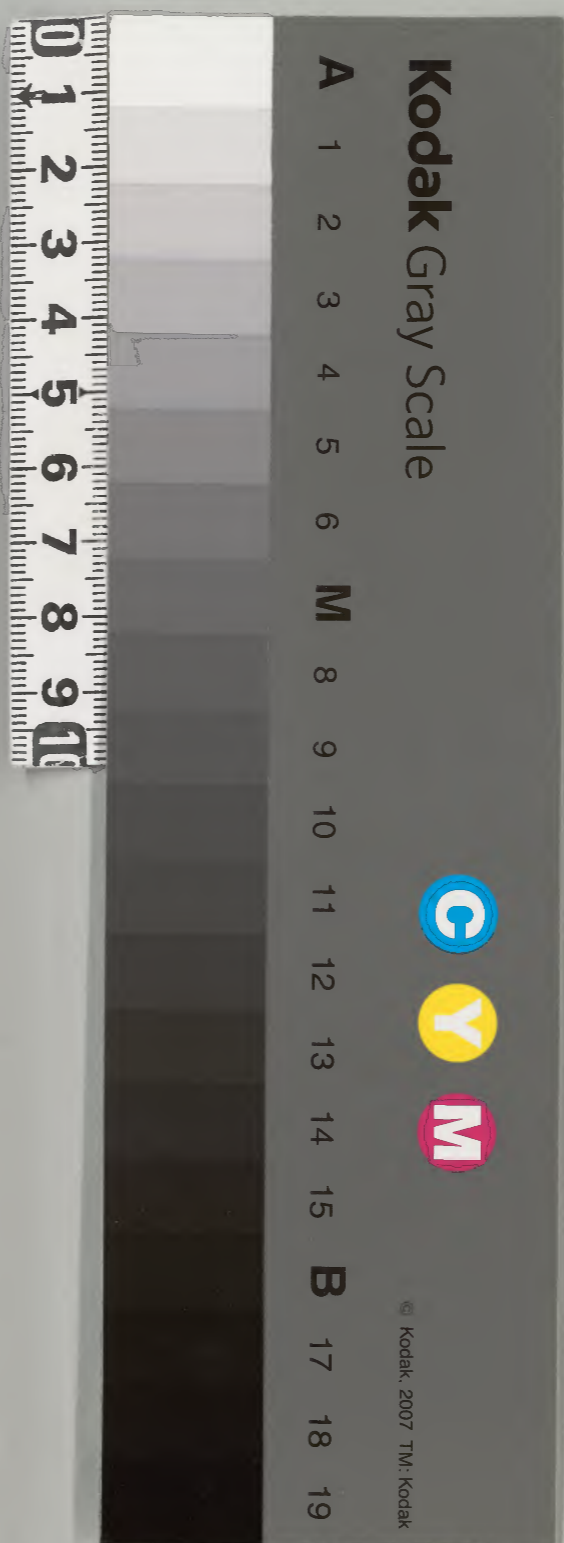 Kodak Gray Scale
C Y M
© Kodak, 2007 TM: Kodak
A 1 2 3 4 5 6 M 8 9 10 11 12 13 14 15 B 17 18 19
0 1 2 3 4 5 6 7 8 9 10